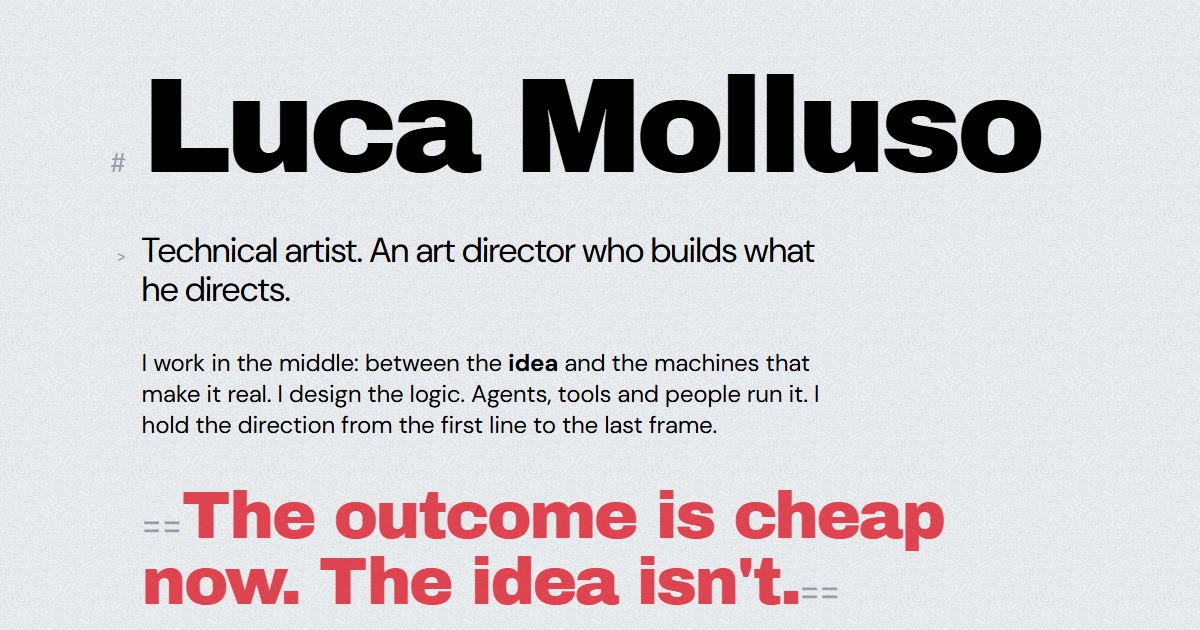 # Luca Molluso
> Technical artist. An art director who builds what
he directs.
I work in the middle: between the idea and the machines that
make it real. I design the logic. Agents, tools and people run it. I
hold the direction from the first line to the last frame.
==The outcome is cheap
now. The idea isn't.==